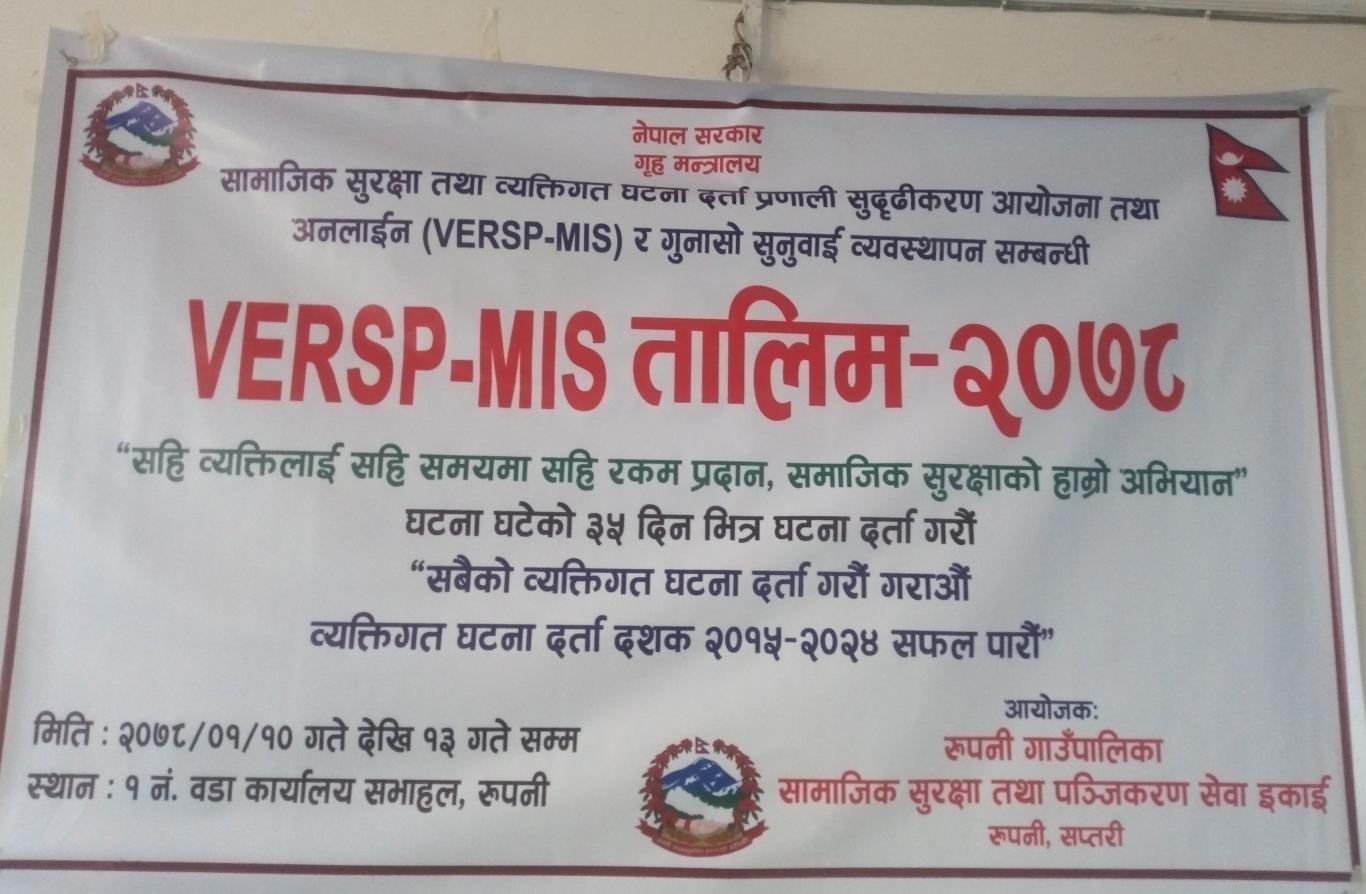 नेपाल सरकार
गृह मन्त्रालय
सामाजिक सुरक्षा तथा व्यक्तिगत घटना दर्ता प्रणाली सुदृढीकरण आयोजना तथा
अनलाईन (VERSP-MIS) र गुनासो सुनुवाई व्यवस्थापन सम्बन्धी
VERSP-MIS तालिम-२०७८
“सहि व्यक्तिलाई सहि समयमा सहि रकम प्रदान, समाजिक सुरक्षाको हाम्रो अभियान”
घटना घटेको ३५ दिन भित्र घटना दर्ता गरौं
“सबैको व्यक्तिगत घटना दर्ता गरौं गराऔं
व्यक्तिगत घटना दर्ता दशक २०१५-२०२४ सफल पारौं”
मिति : २०७८/०१/१० गते देखि १३ गते सम्म
स्थान : १ नं. वडा कार्यालय सभाहल, रूपनी
आयोजक:
रूपनी गाउँपालिका
सामाजिक सुरक्षा तथा पञ्जिकरण सेवा इकाई
रूपनी, सप्तरी